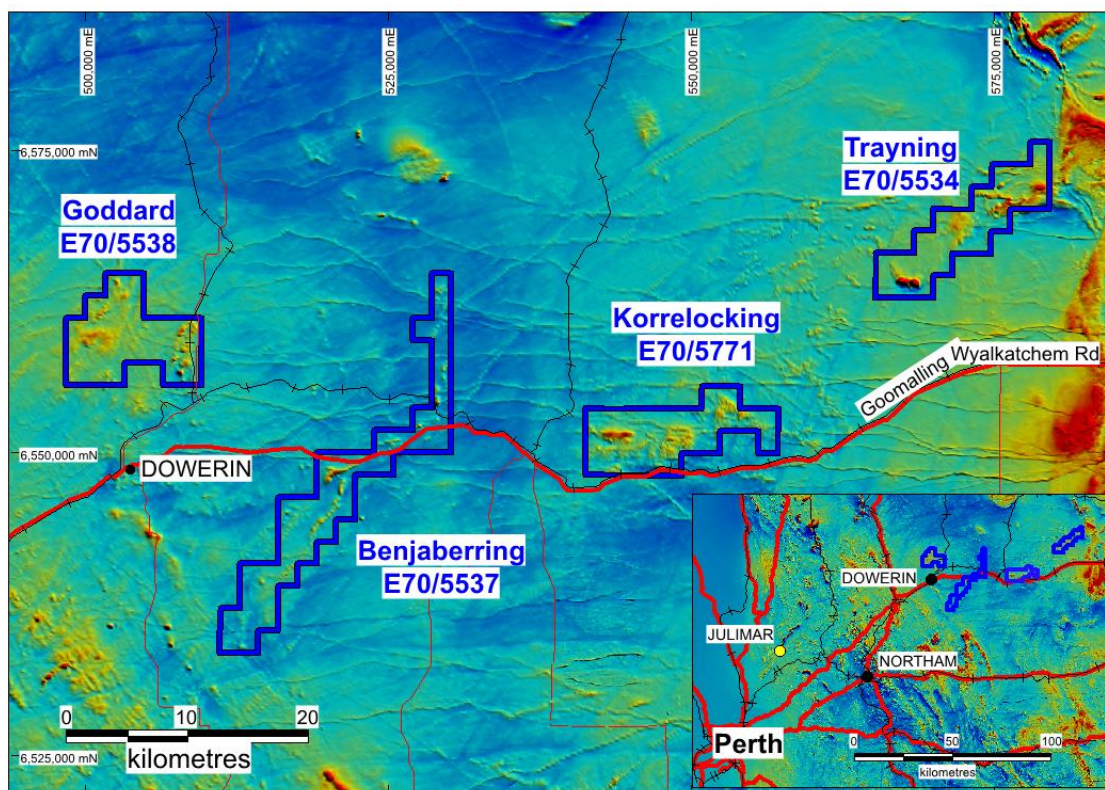 500,000 mE
525,000 mE
550,000 mE
575,000 mE
6,575,000 mN
Trayning
E70/5534
Goddard
E70/5538
Korrelocking
E70/5771
Goomalling Wyalkatchem Rd
6,550,000 mN
DOWERIN
Benjaberring
E70/5537
0 10 20
kilometres
6,525,000 mN
DOWERIN
JULIMAR
NORTHAM
Perth
0 50 100
kilometres